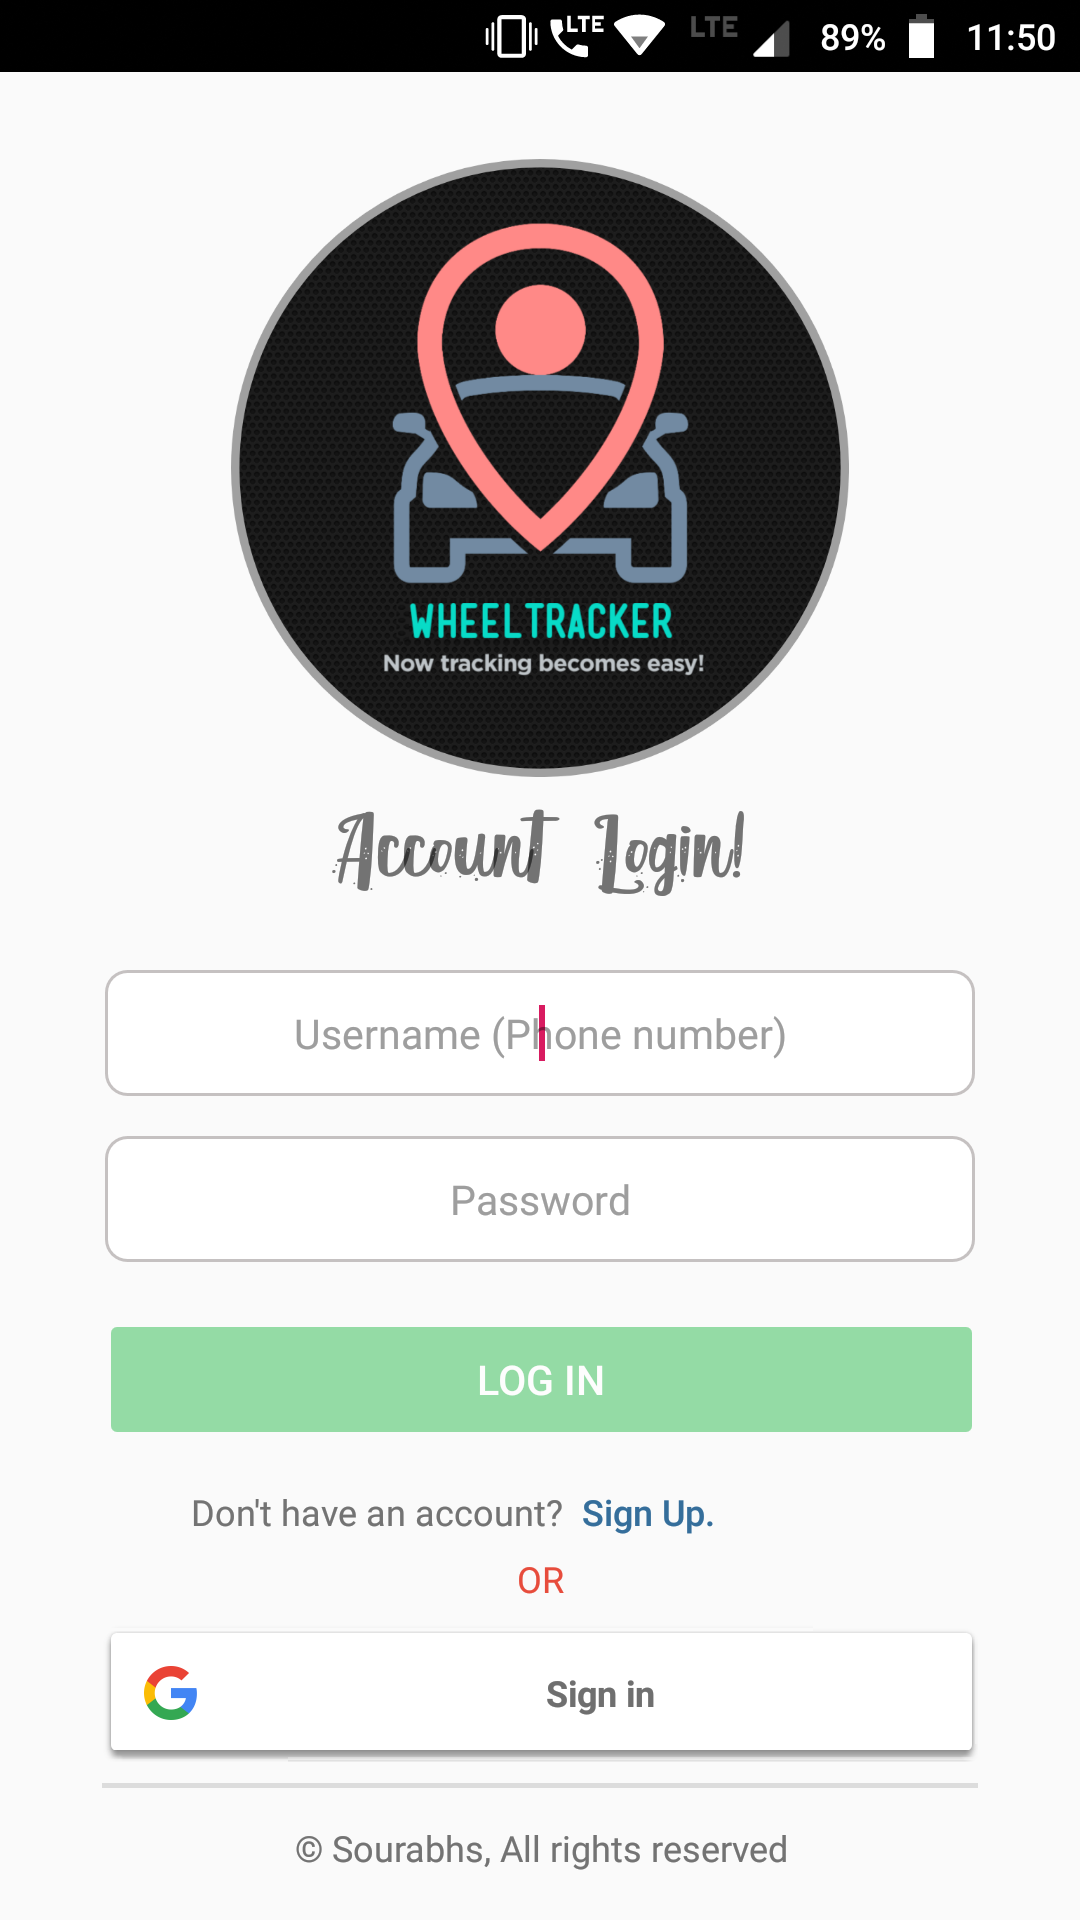 LTE LTE 89% 11:50
WHEELTRACKER
Now tracking becomes easy!
Account Login!
Username (Phone number)
Password
LOG IN
Don't have an account? Sign Up.
OR
Sign in
© Sourabhs, All rights reserved